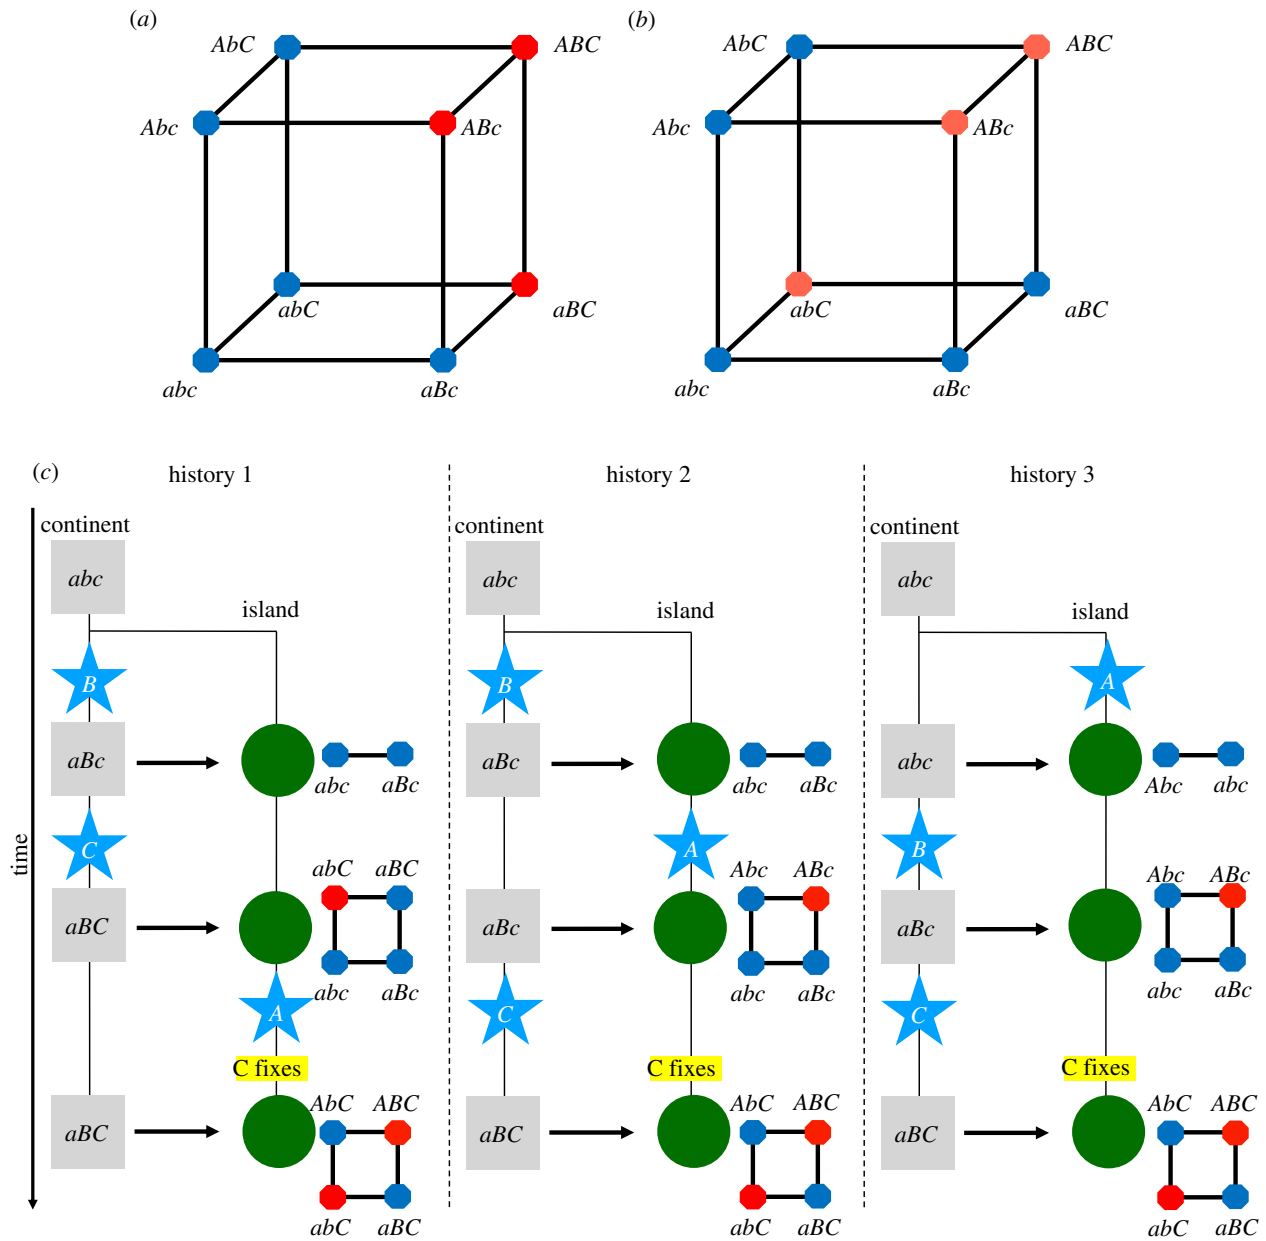 (a)
(b)
AbC ABC AbC ABC
Abc ABc Abc ABc
abC aBC abC aBC
abc aBc abc aBc
(c)
history 1 history 2 history 3
continent continent continent
abc abc abc
island island island
B B A
aBc aBc abc
abc aBc abc aBc Abc abc
time
C A B
abC aBC Abc ABc Abc ABc
aBC aBc aBc
abc aBc abc aBc abc aBc
A C C
C fixes C fixes C fixes
AbC ABC AbC ABC AbC ABC
aBC aBC aBC
abC aBC abC aBC abC aBC